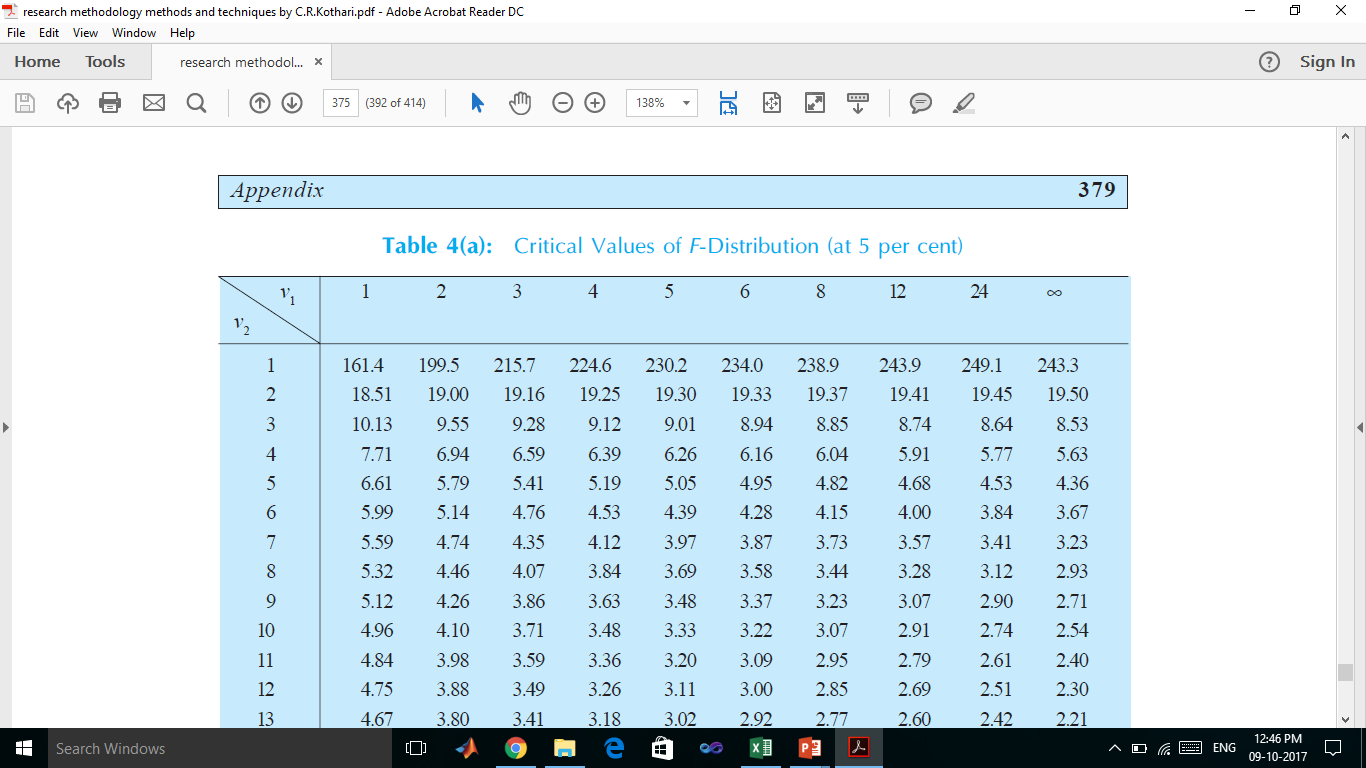 research methodology methods and techniques by C.R.Kothari.pdf - Adobe Acrobat Reader DC
File Edit View Window Help
Home Tools research methodol... × ? Sign In
375 (392 of 414) 138%
Appendix 379
Table 4(a): Critical Values of F-Distribution (at 5 per cent)
v1 1 2 3 4 5 6 8 12 24 ∞
v2
1 161.4 199.5 215.7 224.6 230.2 234.0 238.9 243.9 249.1 243.3
2 18.51 19.00 19.16 19.25 19.30 19.33 19.37 19.41 19.45 19.50
3 10.13 9.55 9.28 9.12 9.01 8.94 8.85 8.74 8.64 8.53
4 7.71 6.94 6.59 6.39 6.26 6.16 6.04 5.91 5.77 5.63
5 6.61 5.79 5.41 5.19 5.05 4.95 4.82 4.68 4.53 4.36
6 5.99 5.14 4.76 4.53 4.39 4.28 4.15 4.00 3.84 3.67
7 5.59 4.74 4.35 4.12 3.97 3.87 3.73 3.57 3.41 3.23
8 5.32 4.46 4.07 3.84 3.69 3.58 3.44 3.28 3.12 2.93
9 5.12 4.26 3.86 3.63 3.48 3.37 3.23 3.07 2.90 2.71
10 4.96 4.10 3.71 3.48 3.33 3.22 3.07 2.91 2.74 2.54
11 4.84 3.98 3.59 3.36 3.20 3.09 2.95 2.79 2.61 2.40
12 4.75 3.88 3.49 3.26 3.11 3.00 2.85 2.69 2.51 2.30
13 4.67 3.80 3.41 3.18 3.02 2.92 2.77 2.60 2.42 2.21
Search Windows ENG 12:46 PM
09-10-2017